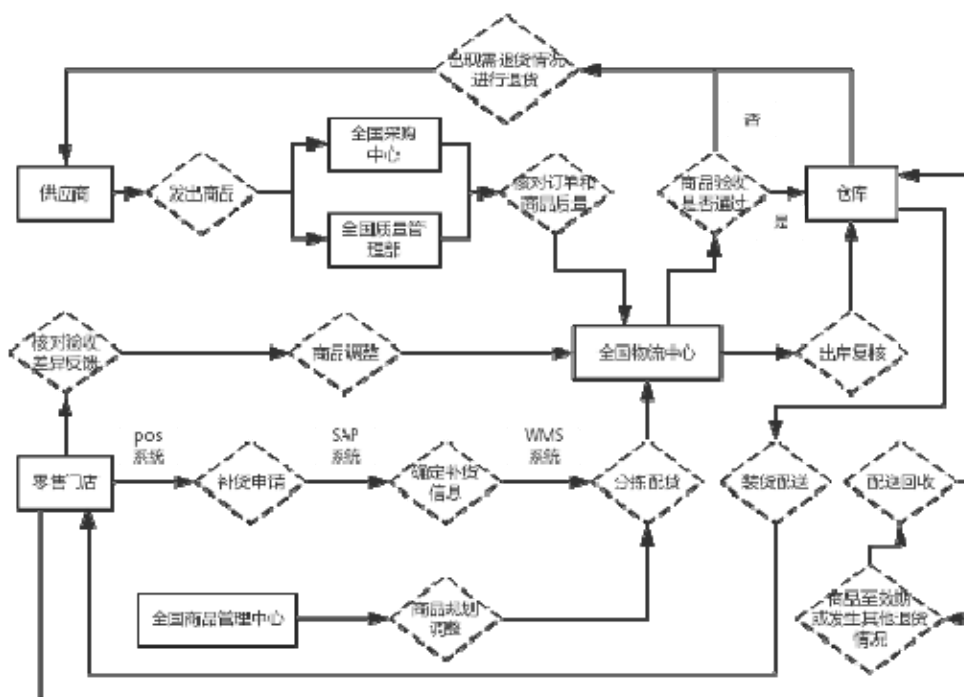 出现需退货情况
进行退货
否
全国采购
中心
供应商
发出商品
核对订单和
商品质量
商品验收
是否通过
仓库
是
全国质量管
理部
核对验收
差异反馈
商品调整
全国物流中心
出库复核
pos
系统
SAP
系统
WMS
系统
零售门店
补货申请
确定补货
信息
分拣配货
装货配送
配送回收
全国商品管理中心
商品规划
调整
商品至效期
或发生其他退货
情况